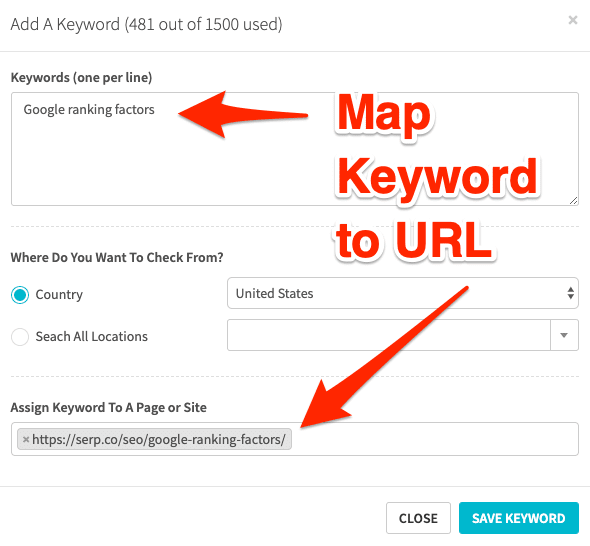 Add A Keyword (481 out of 1500 used)
×
Keywords (one per line)
Google ranking factors
Map
Keyword
to URL
Where Do You Want To Check From?
Country
United States
Seach All Locations
Assign Keyword To A Page or Site
×https://serp.co/seo/google-ranking-factors/
CLOSE
SAVE KEYWORD